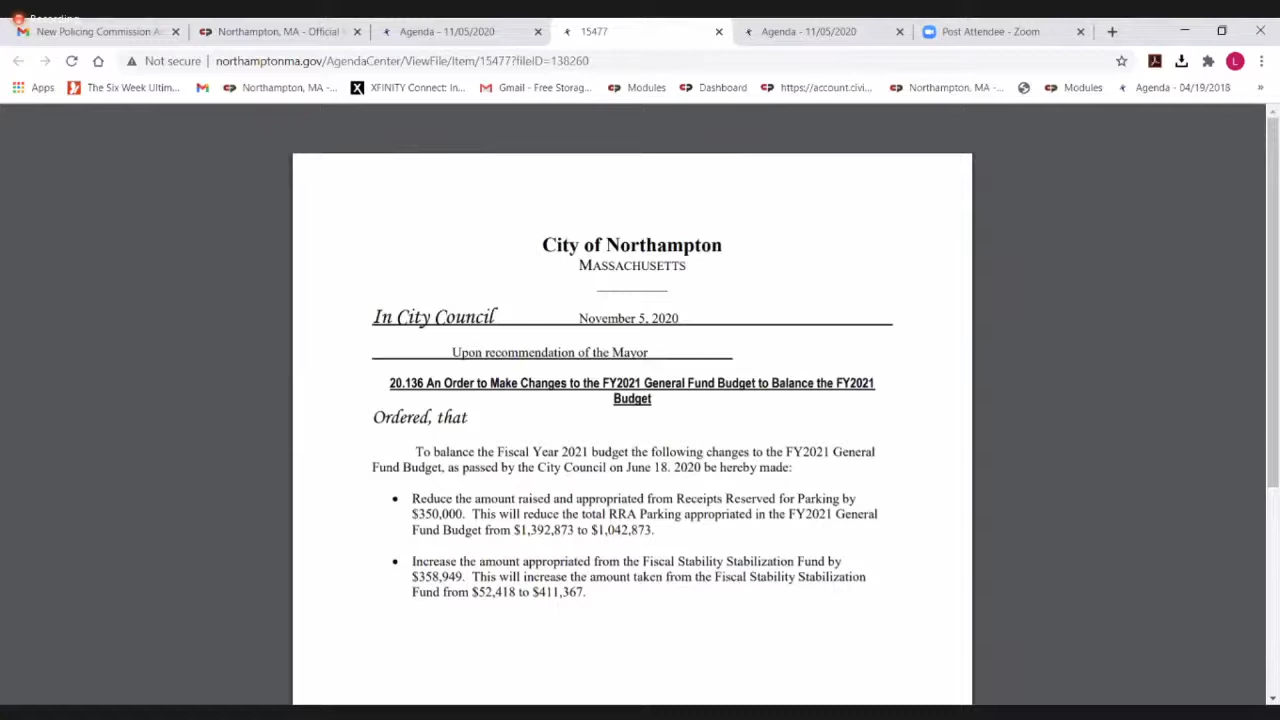 Recording
New Policing Commission A
Northampton, MA - Official
Agenda - 11/05/2020
15477
Agenda - 11/05/2020
Post Attendee - Zoom
Not secure | northamptonma.gov/AgendaCenter/ViewFile/Item/15477?fileID=138260
L
Apps
The Six Week Ultim...
Northampton, MA -...
XFINITY Connect: In...
Gmail - Free Storag...
Modules
Dashboard
https://account.civi...
Northampton, MA -...
Modules
Agenda - 04/19/2018
»
City of Northampton
MASSACHUSETTS
In City Council November 5, 2020
Upon recommendation of the Mayor
20.136 An Order to Make Changes to the FY2021 General Fund Budget to Balance the FY2021
Budget
Ordered, that
To balance the Fiscal Year 2021 budget the following changes to the FY2021 General
Fund Budget, as passed by the City Council on June 18. 2020 be hereby made:
• Reduce the amount raised and appropriated from Receipts Reserved for Parking by
$350,000. This will reduce the total RRA Parking appropriated in the FY2021 General
Fund Budget from $1,392,873 to $1,042,873.
• Increase the amount appropriated from the Fiscal Stability Stabilization Fund by
$358,949. This will increase the amount taken from the Fiscal Stability Stabilization
Fund from $52,418 to $411,367.